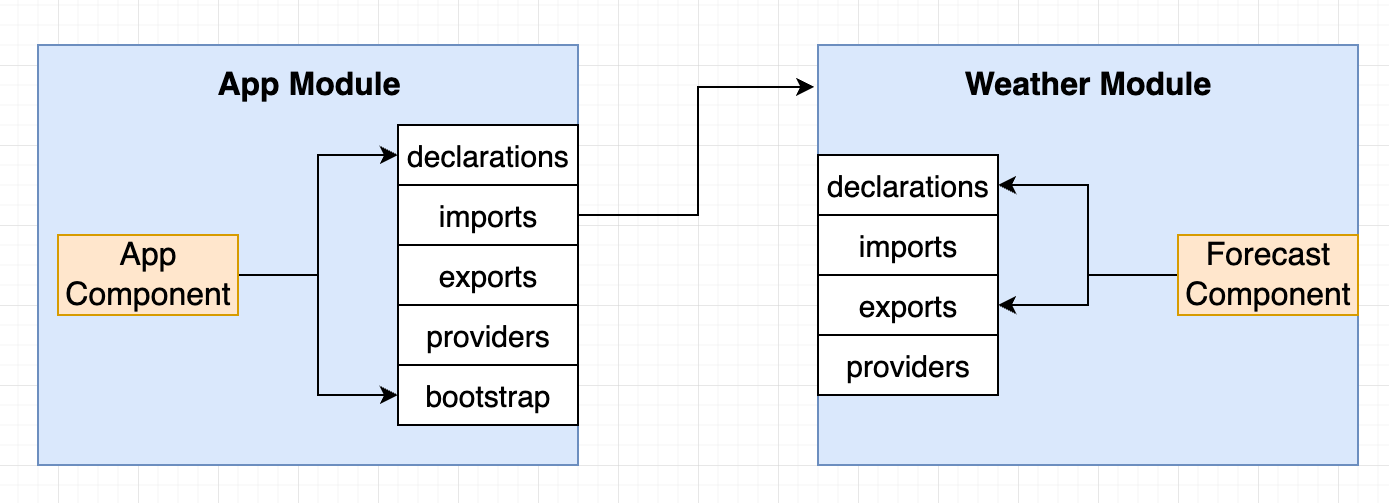 App Module
declarations
imports
exports
providers
bootstrap
App
Component
Weather Module
declarations
imports
exports
providers
Forecast
Component